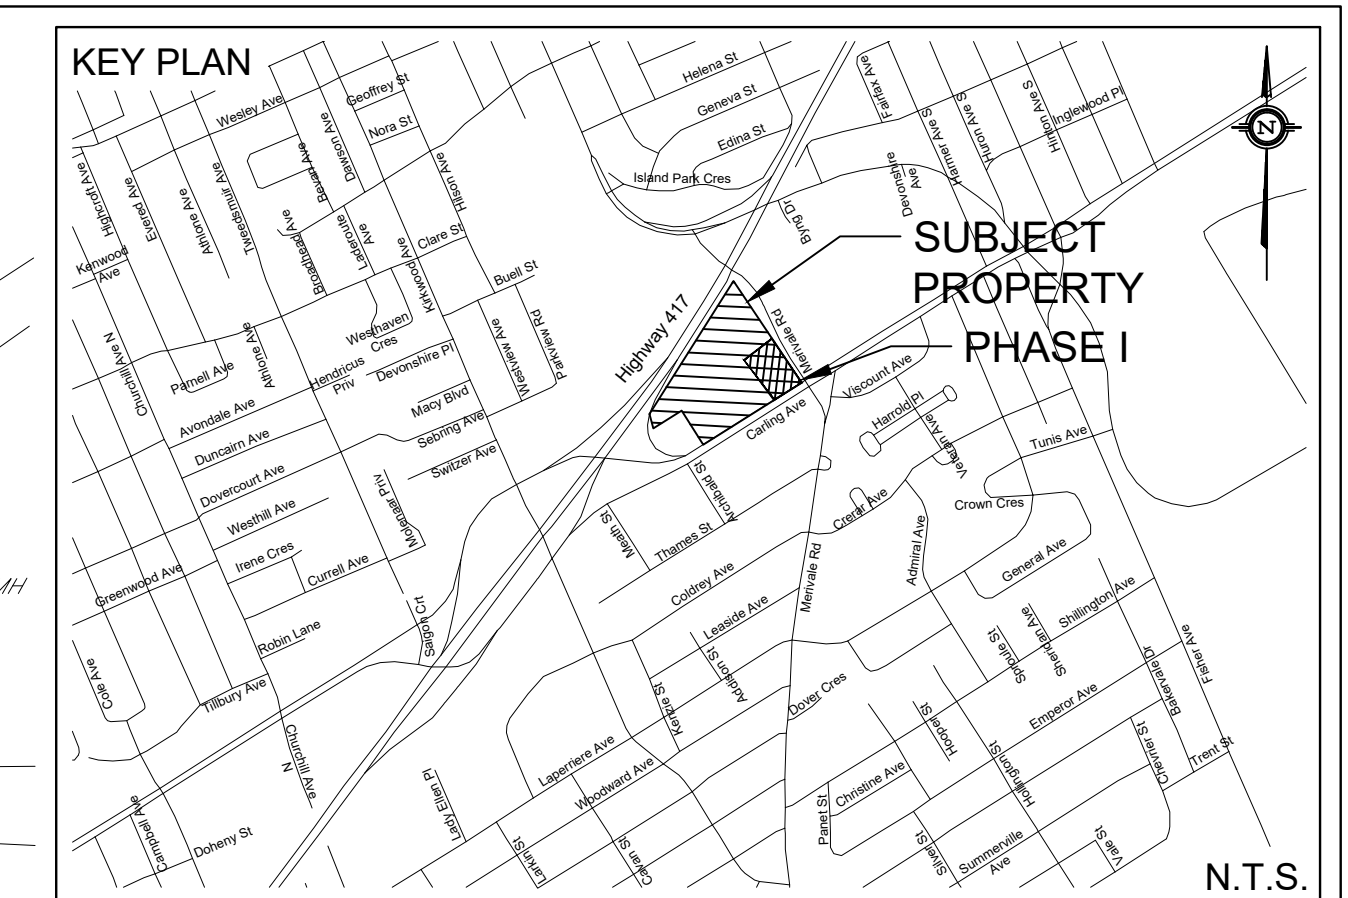 KEY PLAN
Helena St
Geneva St
Edina St
Island Park Cres
Fairfax Ave
Harmer Ave S
Huron Ave S
Hinton Ave S
Inglewood Pl
N
Devonshire
Ave
Byng Dr
Wesley Ave
Geoffrey St
Nora St
Dawson Ave
Bevan Ave
Hilson Ave
Highcroft Ave
Evered Ave
Athlone Ave
Tweedsmuir Ave
Broadhead Ave
Laderoute
Ave
Kirkwood Ave
Clare St
Buell St
Kenwood
Ave
SUBJECT
PROPERTY
PHASE I
Highway 417
Merivale Rd
Churchill Ave N
Parnell Ave
Athlone Ave
Westhaven
Cres
Hendricus
Priv
Devonshire Pl
Macy Blvd
Westview Ave
Parkview Rd
Avondale Ave
Duncairn Ave
Dovercourt Ave
Westhill Ave
Sebring Ave
Switzer Ave
Molenaar Priv
Irene Cres
Currell Ave
Greenwood Ave
Robin Lane
Saigon Crt
Cole Ave
Tillbury Ave
Churchill Ave
N
Campbell Ave
Doheny St
Lady Ellen Pl
Carling Ave
Viscount Ave
Harrold Pl
Veteran Ave
Tunis Ave
Archibald St
Meath St
Thames St
Crerar Ave
Crown Cres
Coldrey Ave
Merivale Rd
Admiral Ave
General Ave
Leaside Ave
Addison St
Shillington Ave
Sproule St
Sheridan Ave
Kenzie St
Dover Cres
Hooper St
Hollington St
Emperor Ave
Bakervale Dr
Fisher Ave
Chevrier St
Trent St
Laperriere Ave
Woodward Ave
Larkin St
Cavan St
Panet St
Christine Ave
Silver St
Summerville
Ave
Vale St
MH
N.T.S.